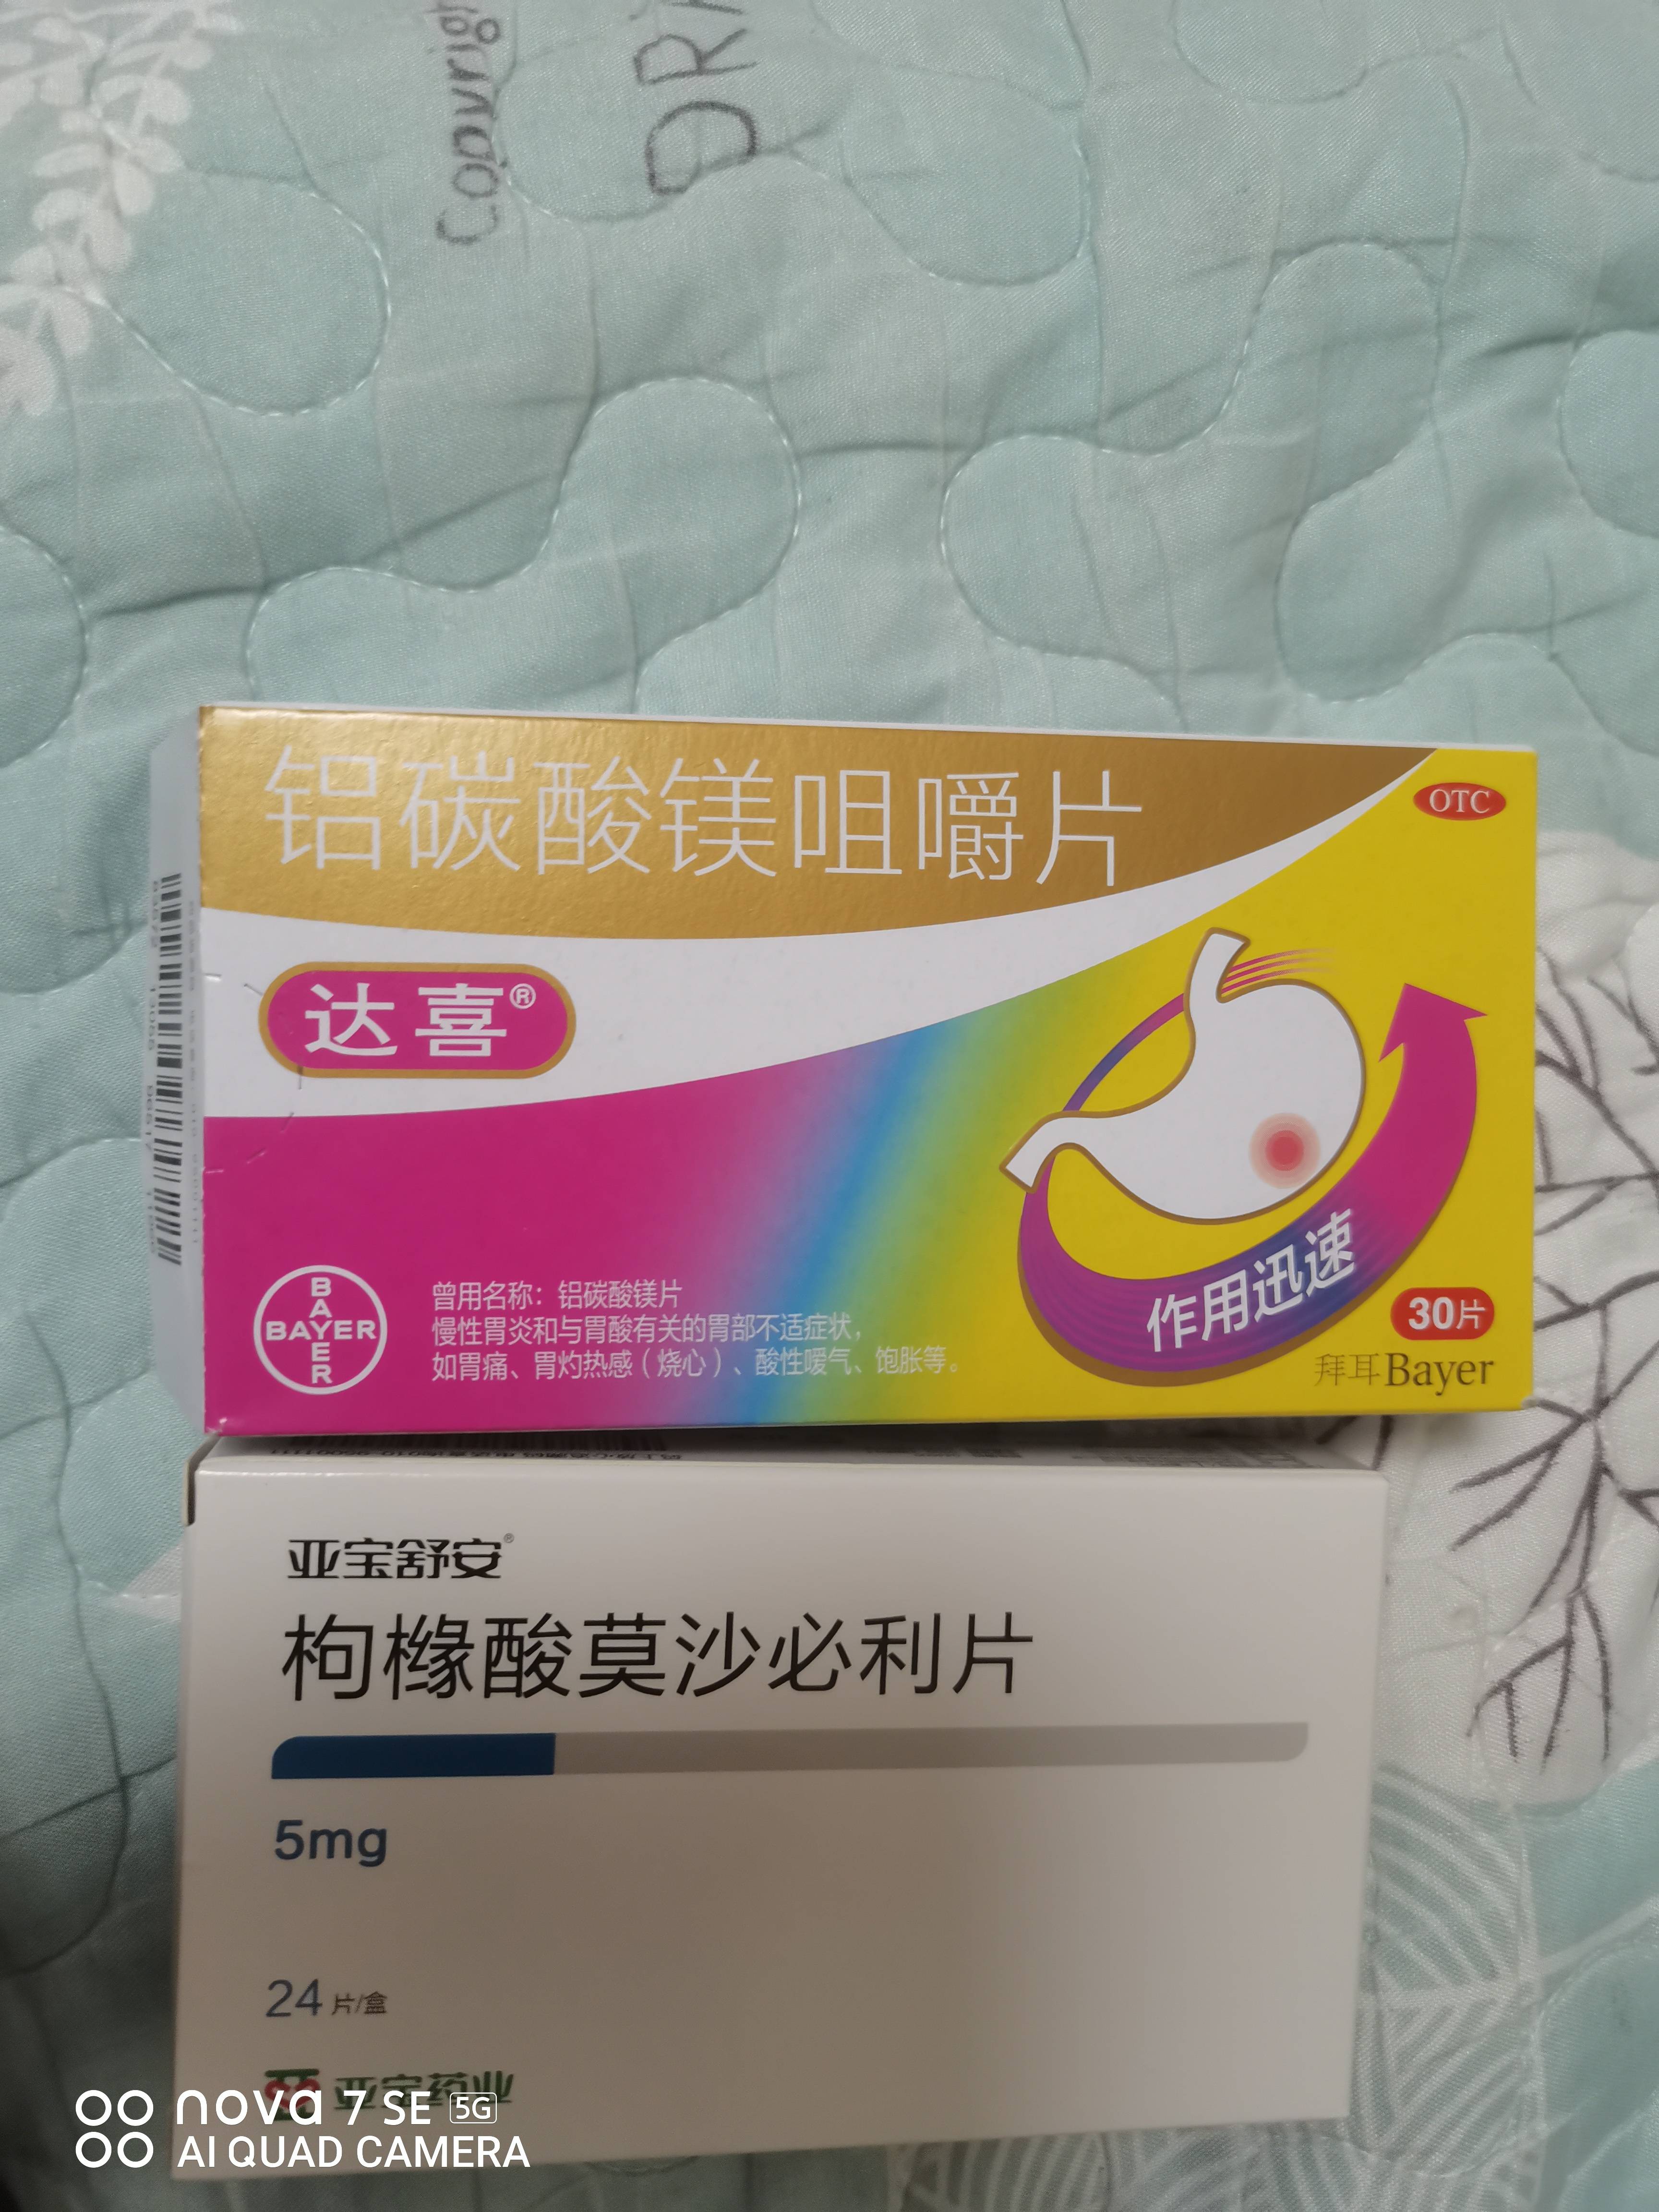 Copyrigh
DR
铝碳酸镁咀嚼片
OTC
达喜®
作用迅速
BAYER
BAYER
曾用名称：铝碳酸镁片
慢性胃炎和与胃酸有关的胃部不适症状，
如胃痛、胃灼热感（烧心）、酸性嗳气、饱胀等。
30片
拜耳Bayer
亚宝舒安®
枸橼酸莫沙必利片
5mg
24片/盒
亚宝药业
nova 7 SE 5G
AI QUAD CAMERA